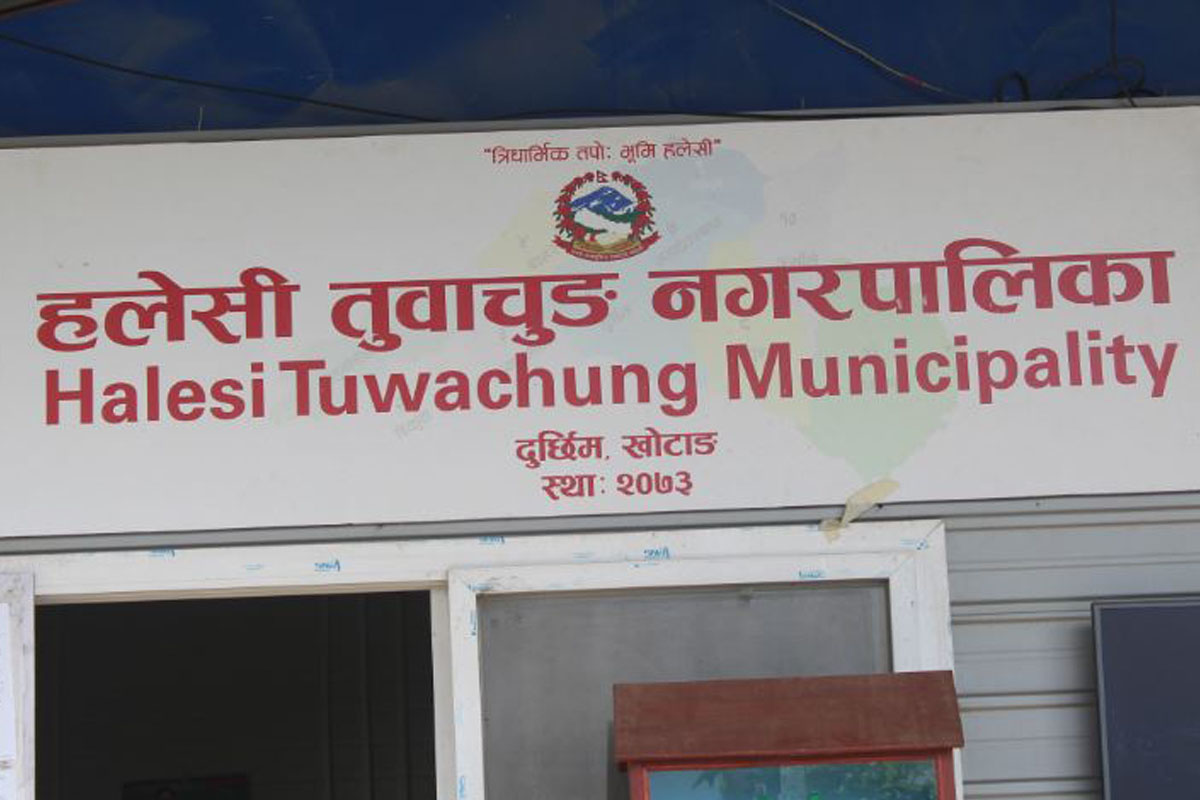 "त्रिधार्मिक तपो: भूमि हलेसी"
हलेसी तुवाचुङ नगरपालिका
Halesi Tuwachung Municipality
दुर्छिम, खोटाङ
स्था: २०७३